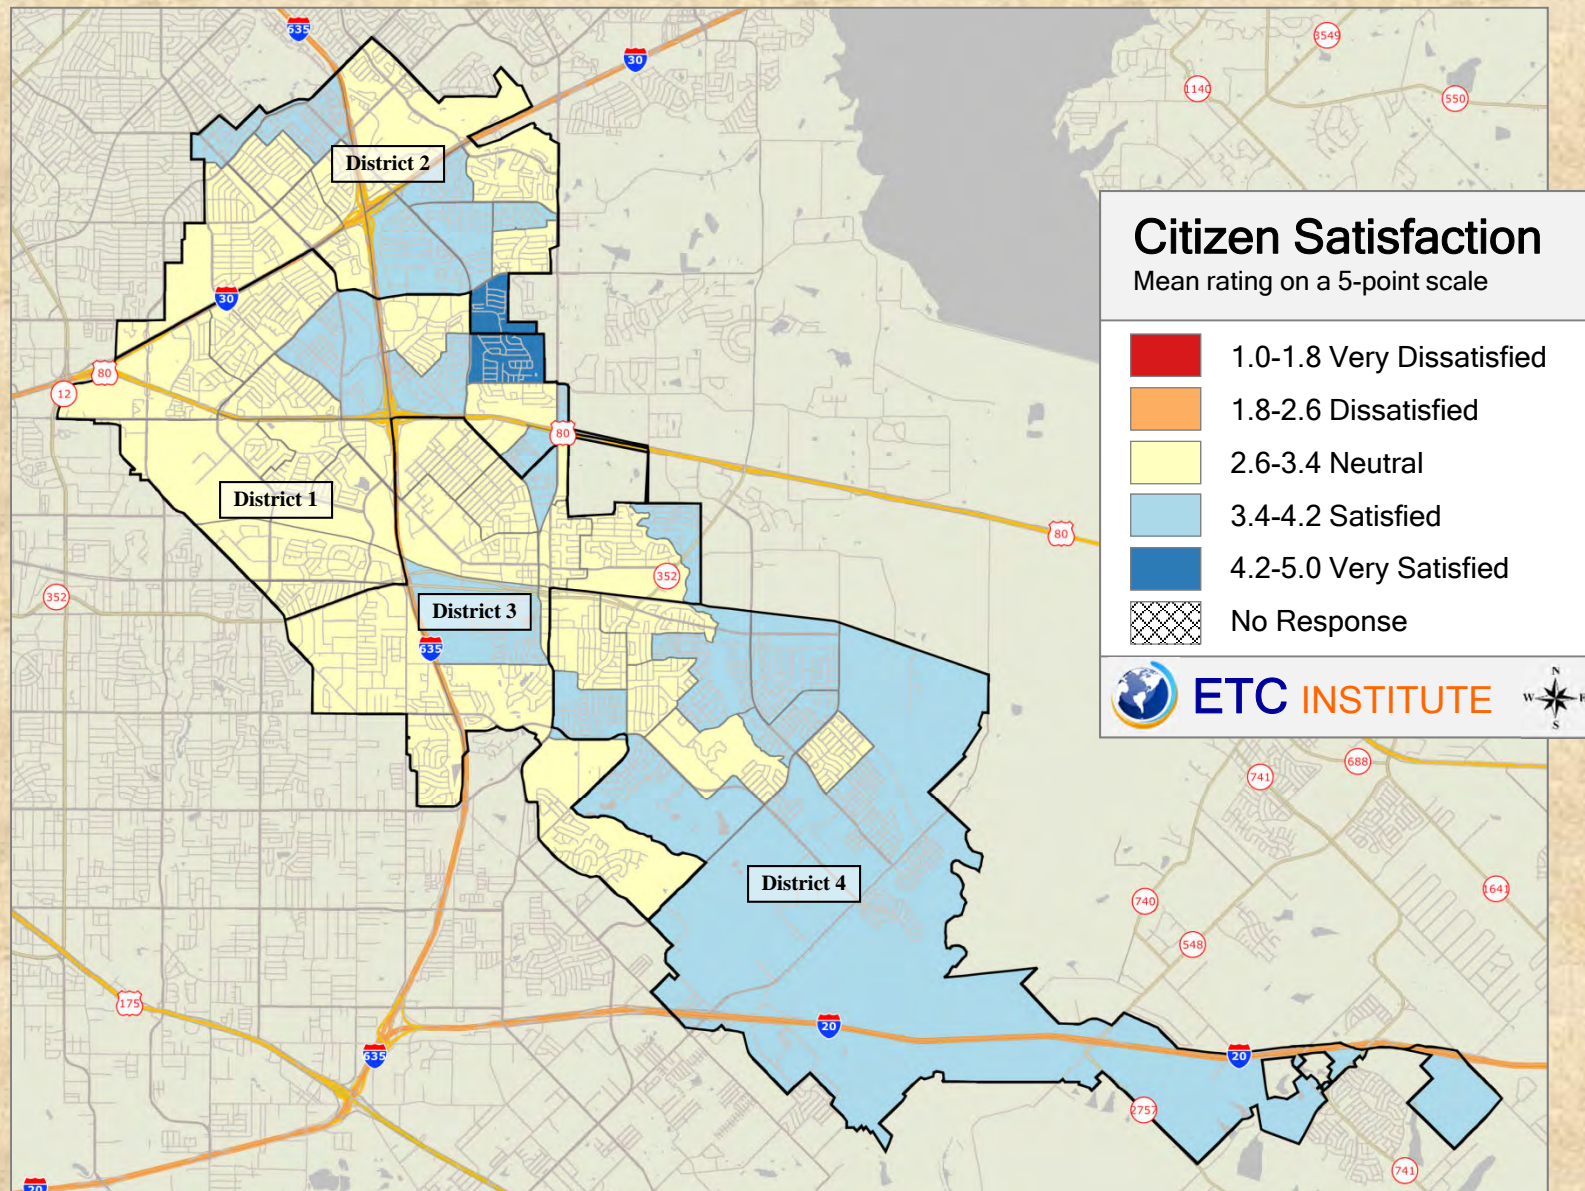 635
30
3549
1140
550
District 2
Citizen Satisfaction
Mean rating on a 5-point scale
30
1.0-1.8 Very Dissatisfied
80
12
1.8-2.6 Dissatisfied
80
2.6-3.4 Neutral
District 1
3.4-4.2 Satisfied
80
352
352
4.2-5.0 Very Satisfied
District 3
No Response
635
ETC INSTITUTE
N
W
E
S
688
741
District 4
1641
740
548
175
20
635
20
2757
741
20